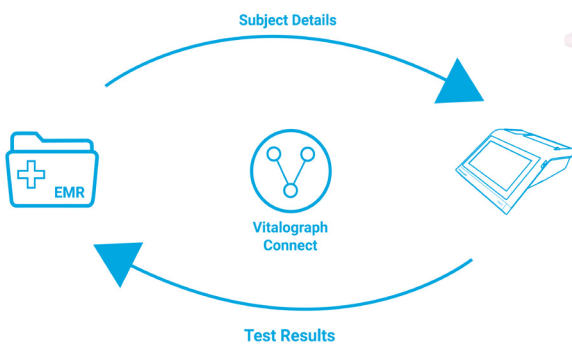 Subject Details
EMR
Vitalograph
Connect
Test Results